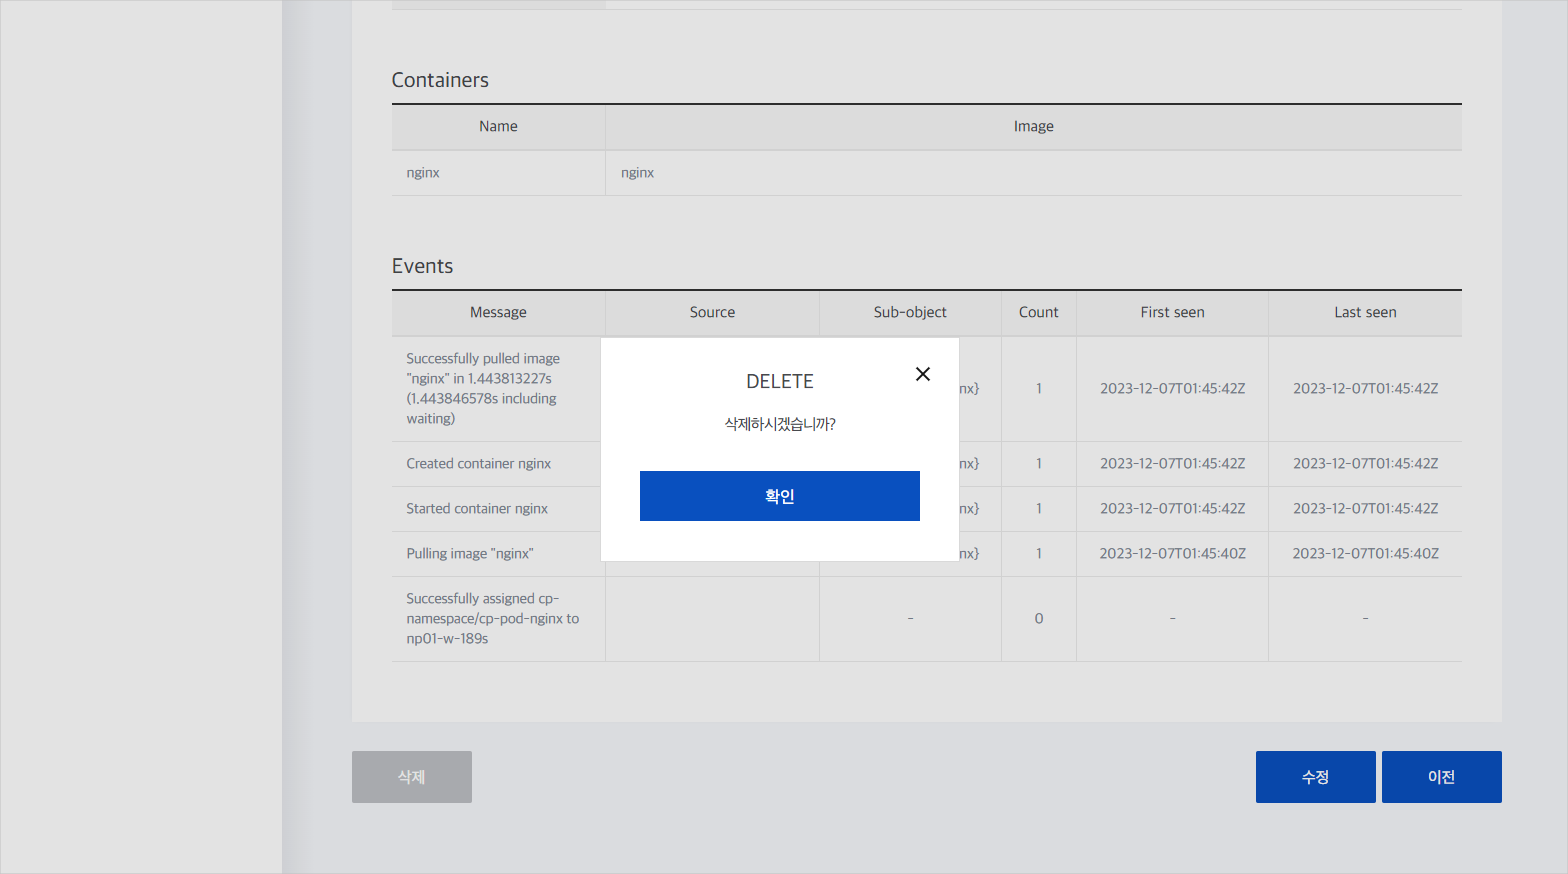 Containers
Name Image
nginx nginx
Events
Message Source Sub-object Count First seen Last seen
Successfully pulled image
"nginx" in 1.443813227s
(1.443846578s including
waiting)
nx} 1 2023-12-07T01:45:42Z 2023-12-07T01:45:42Z
Created container nginx nx} 1 2023-12-07T01:45:42Z 2023-12-07T01:45:42Z
Started container nginx nx} 1 2023-12-07T01:45:42Z 2023-12-07T01:45:42Z
Pulling image "nginx" nx} 1 2023-12-07T01:45:40Z 2023-12-07T01:45:40Z
Successfully assigned cp-
namespace/cp-pod-nginx to
np01-w-189s
- 0 - -
DELETE
삭제하시겠습니까?
확인
삭제 수정 이전